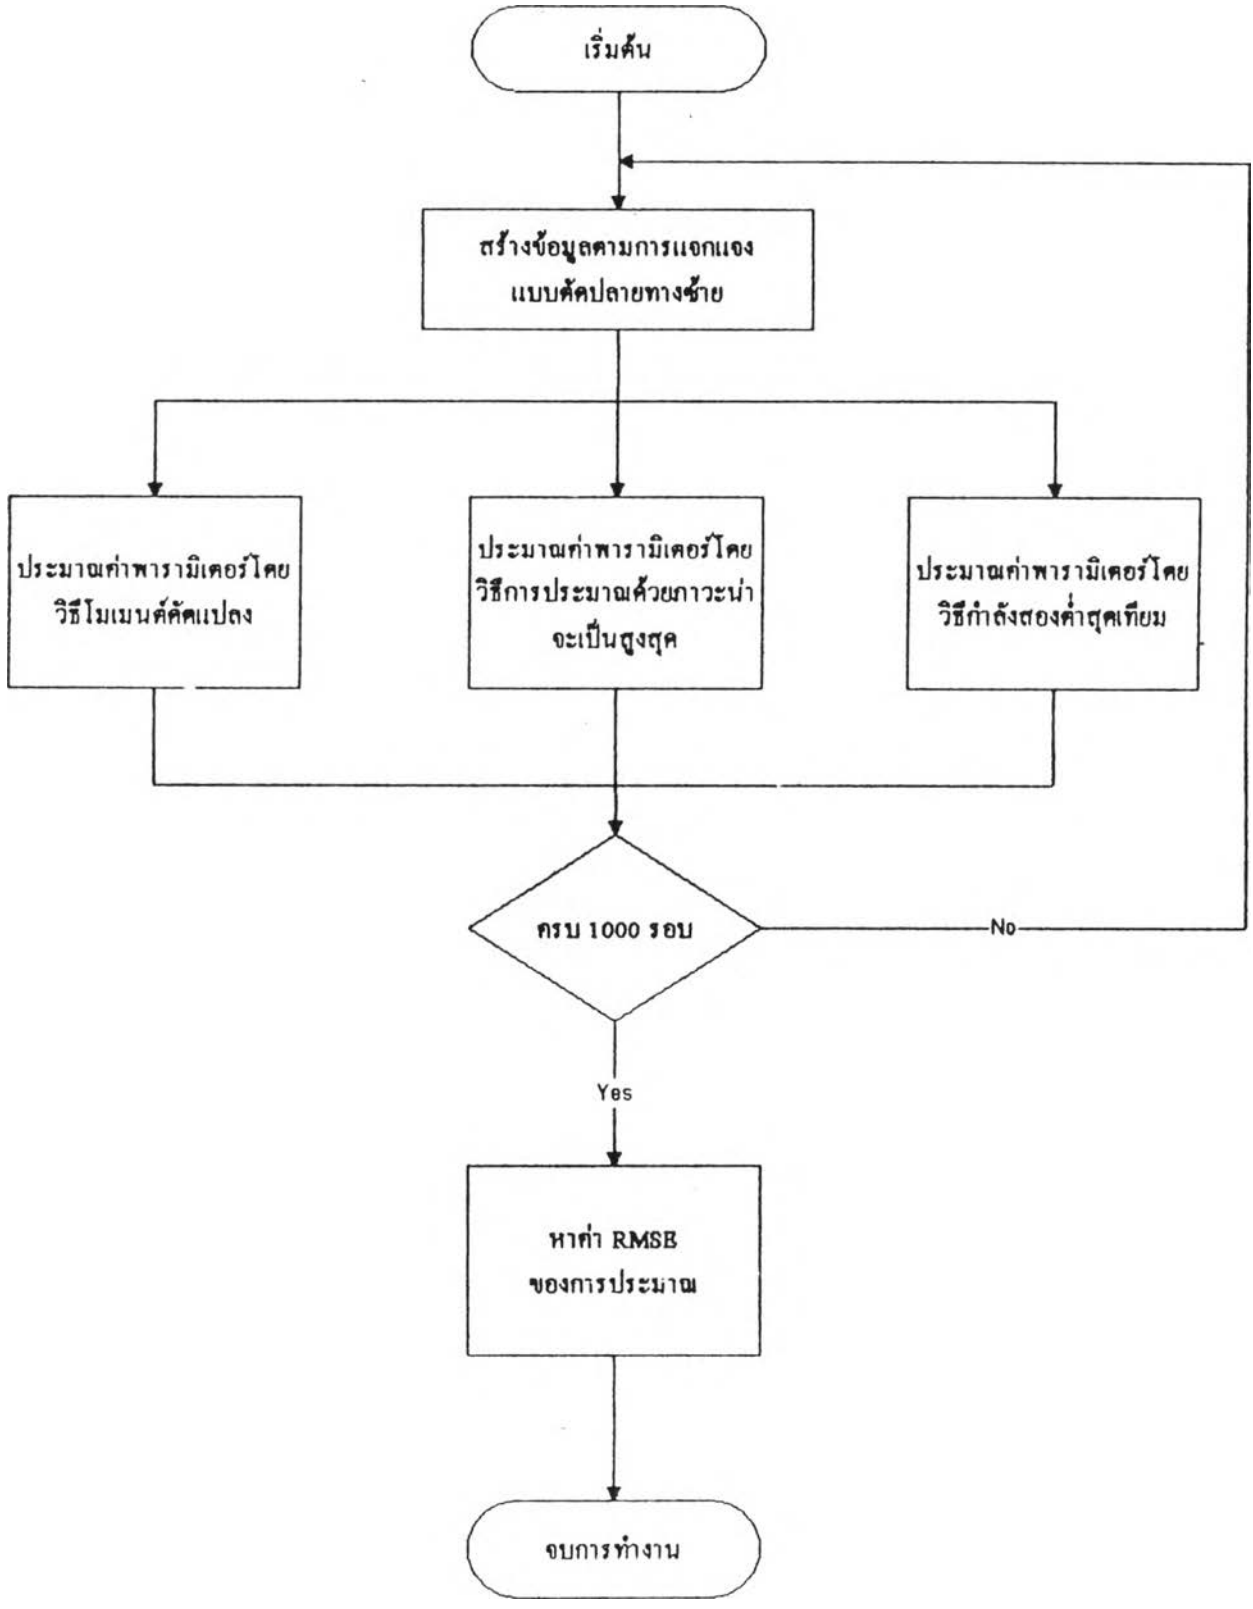 เริ่มต้น
สร้างข้อมูลตามการแจกแจง
แบบตัดปลายทางซ้าย
ประมาณค่าพารามิเตอร์โดย
วิธีโมเมนต์ดัดแปลง
ประมาณค่าพารามิเตอร์โดย
วิธีการประมาณด้วยภาวะน่า
จะเป็นสูงสุด
ประมาณค่าพารามิเตอร์โดย
วิธีกำลังสองต่ำสุดเทียม
ครบ 1000 รอบ
No
Yes
หาค่า RMSE
ของการประมาณ
จบการทำงาน